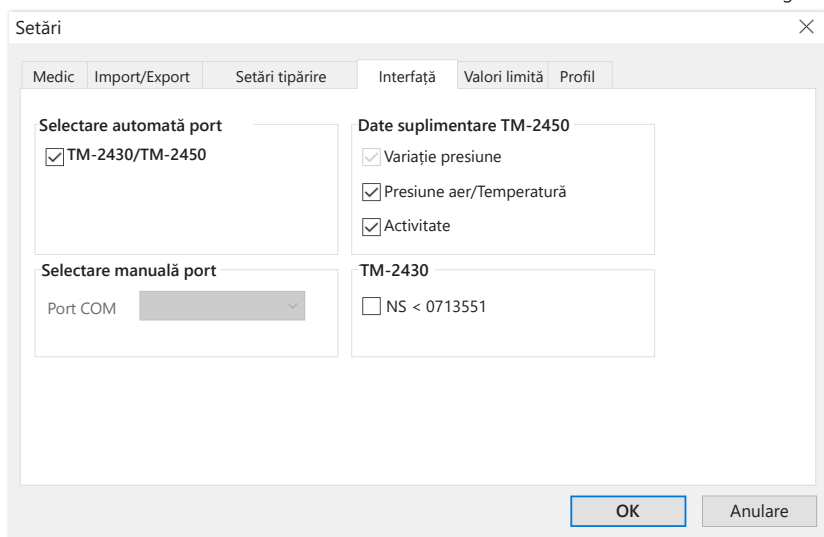 Setări
Medic Import/Export Setări tipărire Interfață Valori limită Profil
Selectare automată port
TM-2430/TM-2450
Date suplimentare TM-2450
Variație presiune
Presiune aer/Temperatură
Activitate
Selectare manuală port
Port COM
TM-2430
NS < 0713551
OK Anulare